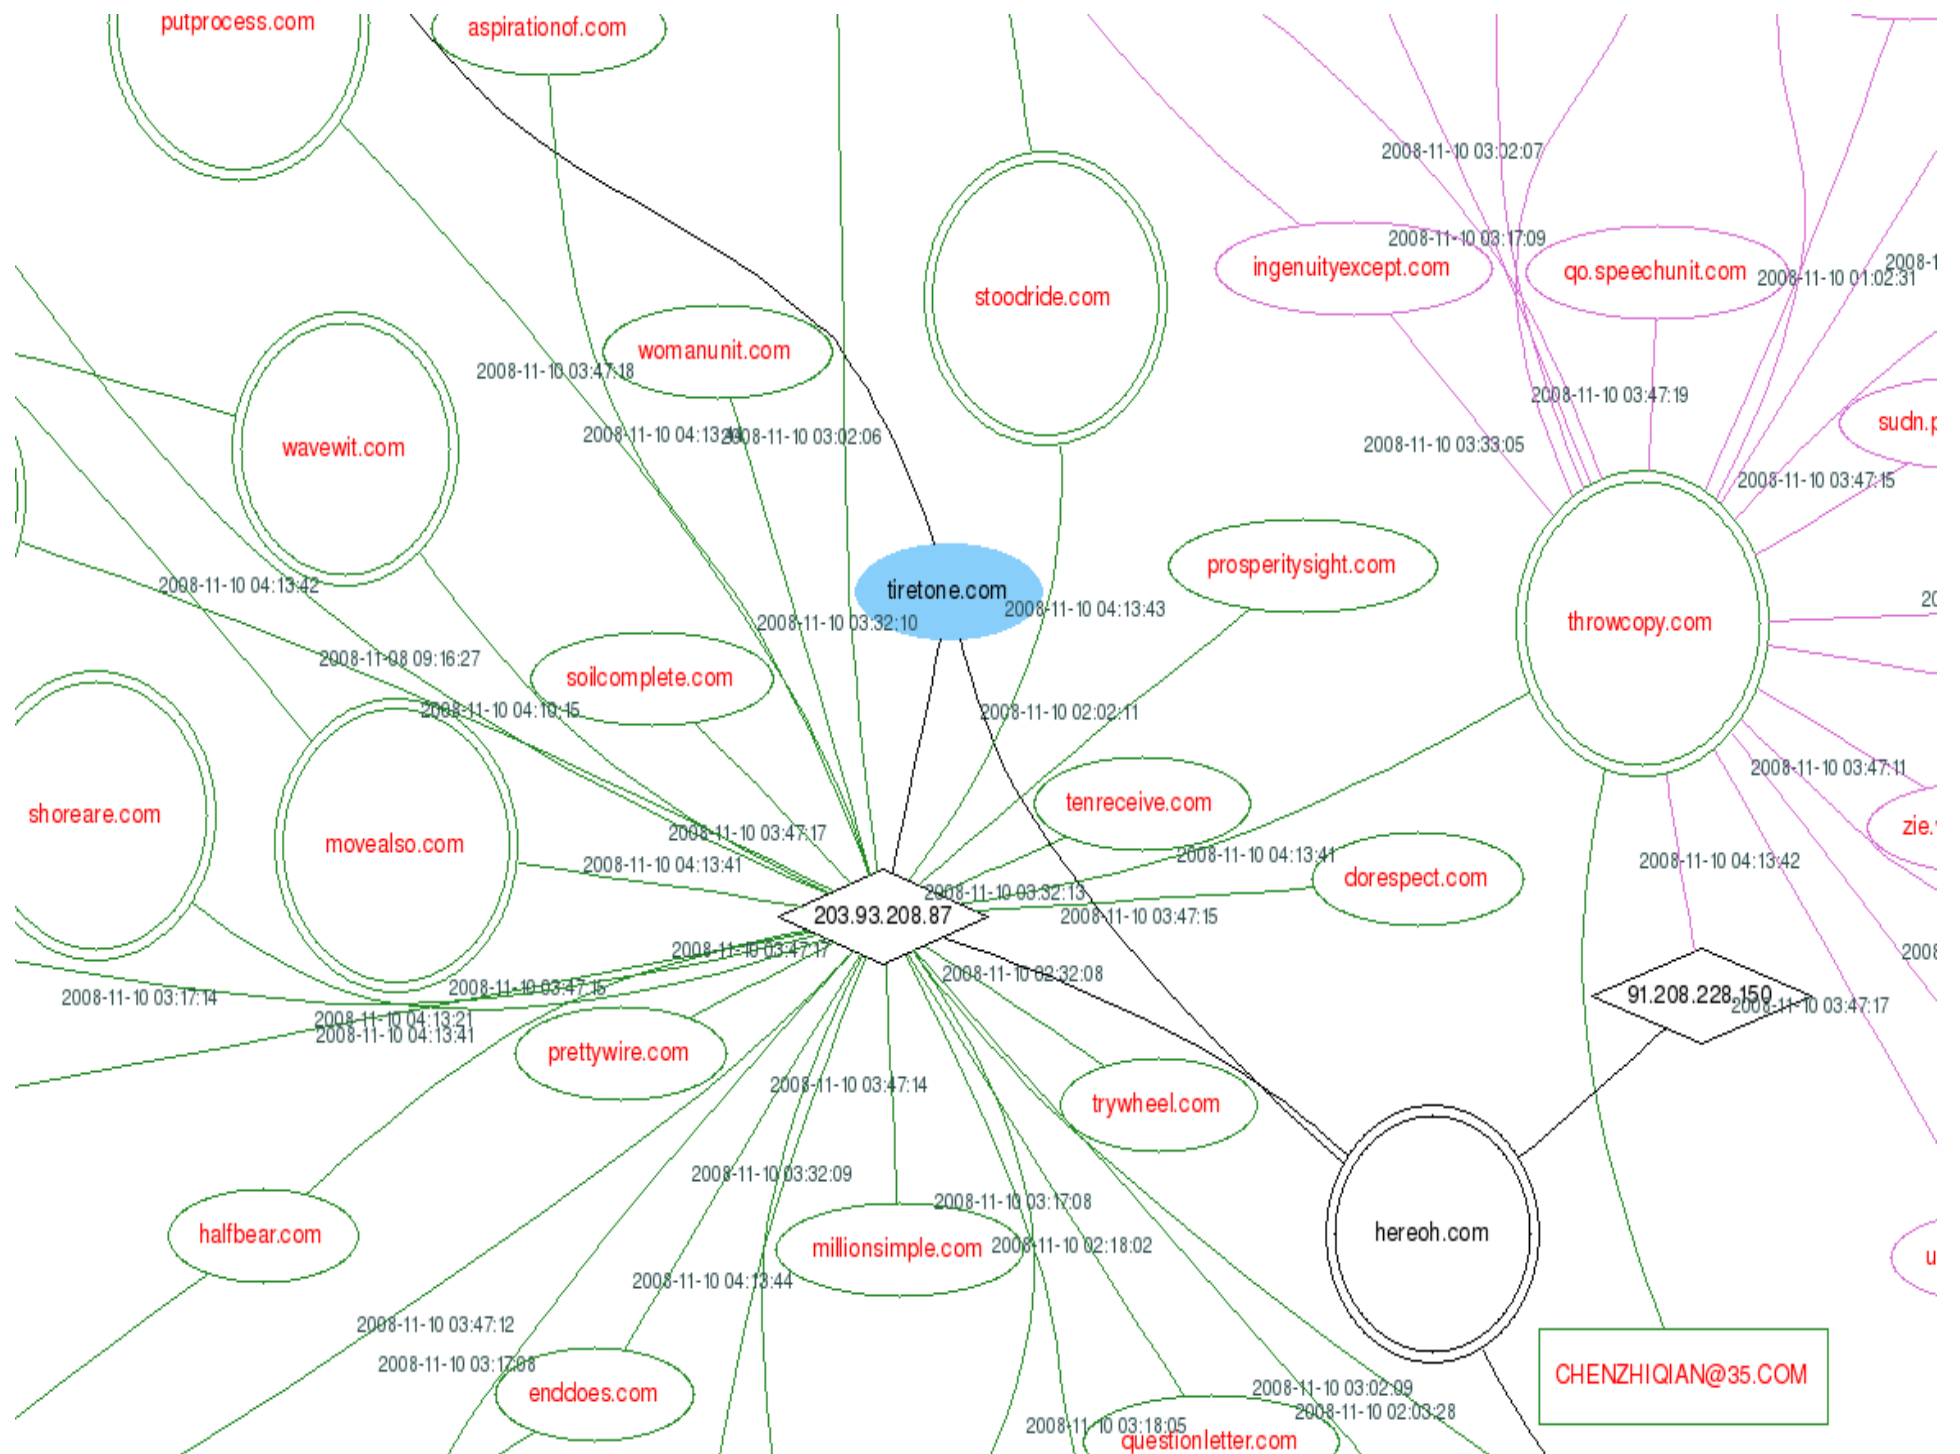 putprocess.com
aspirationof.com
2008-11-10 03:02:07
2008-11-10 03:17:09
ingenuityexcept.com
qo.speechunit.com
2008-11-10 01:02:31
stoodride.com
womanunit.com
2008-11-10 03:47:18
2008-11-10 03:47:19
sudn.p
2008-11-10 04:13:
2008-11-10 03:02:06
2008-11-10 03:33:05
wavewit.com
2008-11-10 03:47:15
prosperitysight.com
2008-11-10 04:13:42
tiretone.com
2008-11-10 04:13:43
2008-11-10 03:32:10
throwcopy.com
2008-11-08 09:16:27
soilcomplete.com
2008-11-10 04:10:15
2008-11-10 02:02:11
2008-11-10 03:47:11
tenreceive.com
shoreare.com
zie.
2008-11-10 03:47:17
movealso.com
2008-11-10 04:13:41
2008-11-10 04:13:41
2008-11-10 04:13:42
dorespect.com
2008-11-10 03:32:13
203.93.208.87
2008-11-10 03:47:15
2008-11-10 03:47:17
2008-11-10 02:32:08
2008-11-10 03:47:15
2008-11-10 03:17:14
91.208.228.150
2008-11-10 03:47:17
2008-11-10 04:13:21
2008-11-10 04:13:41
prettywire.com
2008-11-10 03:47:14
trywheel.com
2008-11-10 03:32:09
2008-11-10 03:17:08
halfbear.com
hereoh.com
millionsimple.com
2008-11-10 02:18:02
2008-11-10 04:13:44
2008-11-10 03:47:12
2008-11-10 03:17:08
CHENZHIQIAN@35.COM
enddoes.com
2008-11-10 03:02:09
2008-11-10 02:03:28
2008-11-10 03:18:05
questionletter.com